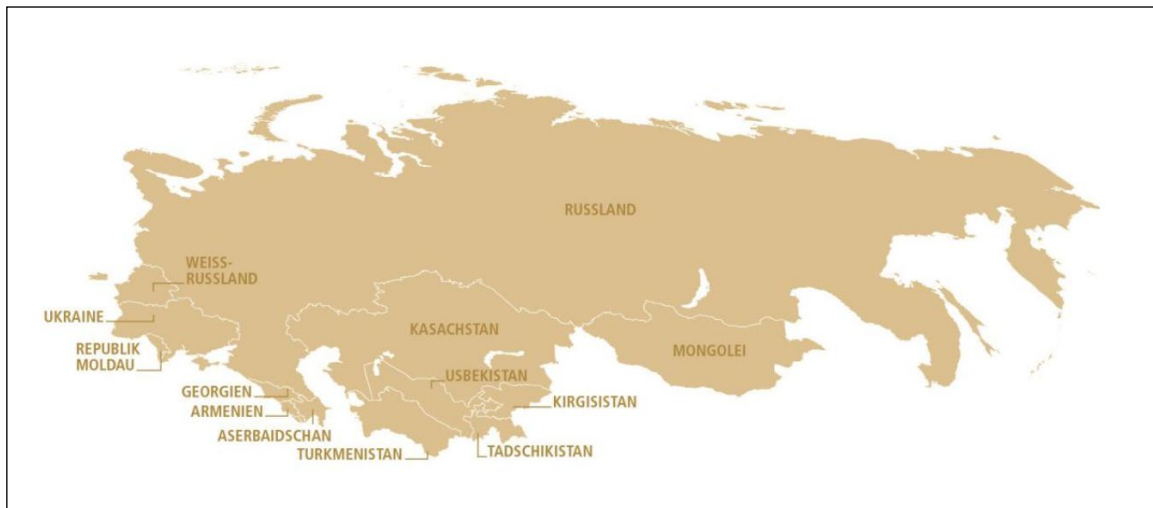 RUSSLAND
WEISS-
RUSSLAND
UKRAINE
KASACHSTAN
REPUBLIK
MOLDAU
MONGOLEI
USBEKISTAN
GEORGIEN
KIRGISISTAN
ARMENIEN
ASERBAIDSCHAN
TURKMENISTAN
TADSCHIKISTAN